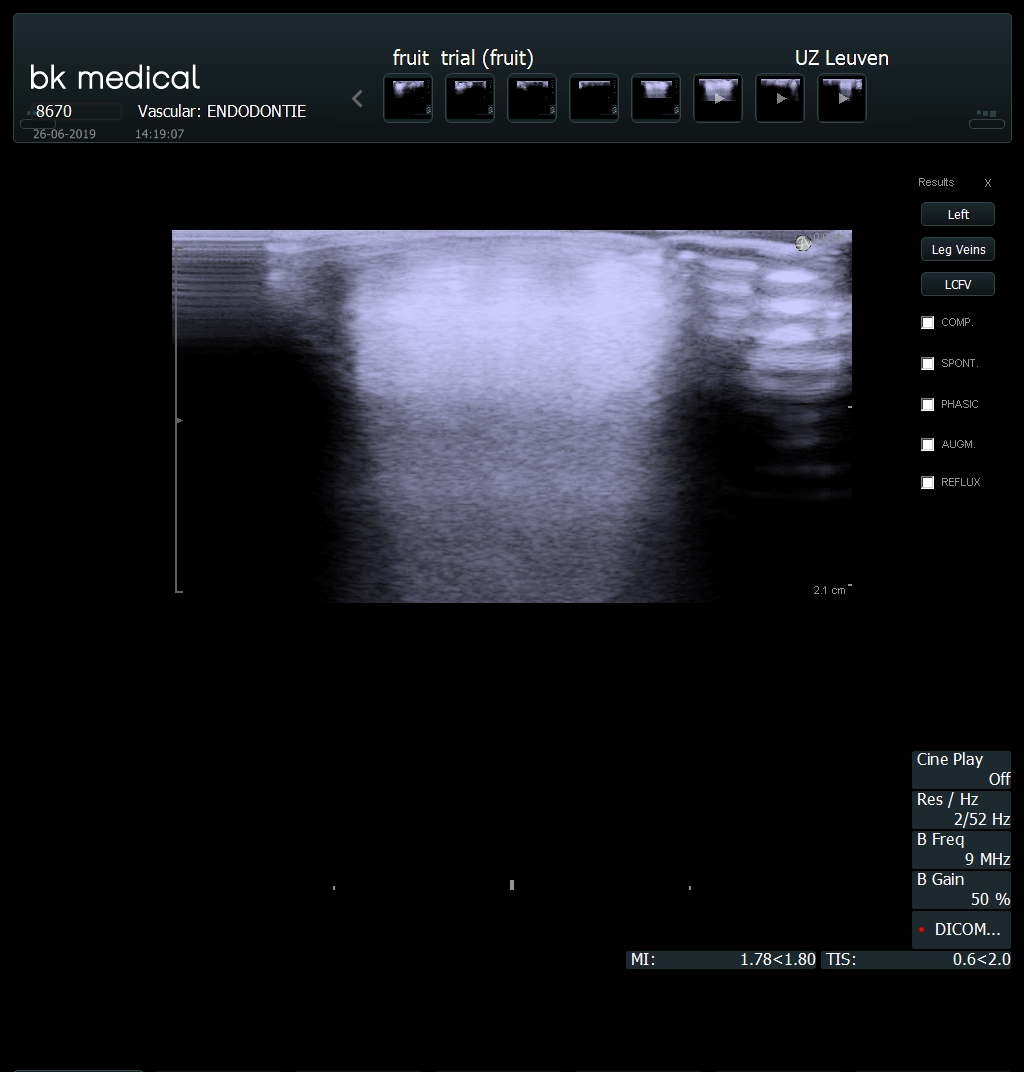 fruit trial (fruit)
UZ Leuven
bk medical
8670
Vascular: ENDODONTIE
26-06-2019
14:19:07
Results
X
Left
Leg Veins
LCFV
COMP.
SPONT.
PHASIC
AUGM.
REFLUX
2.1 cm
Cine Play
Off
Res / Hz
2/52 Hz
B Freq
9 MHz
B Gain
50 %
DICOM...
MI: 1.78<1.80
TIS: 0.6<2.0